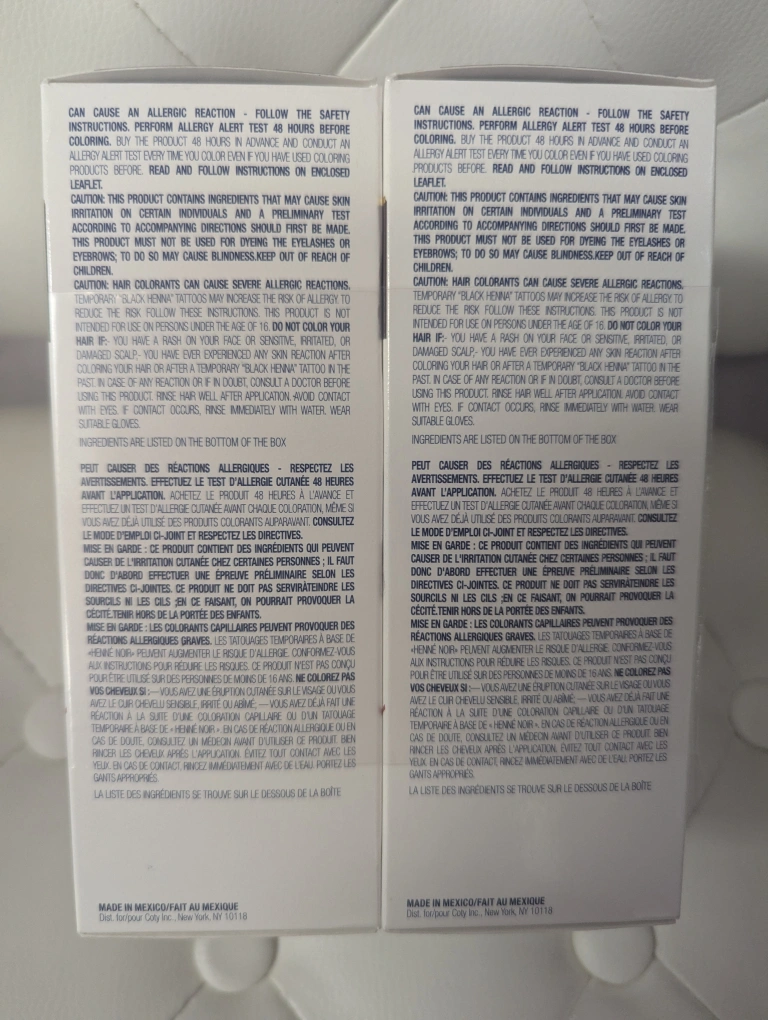 CAN CAUSE AN ALLERGIC REACTION - FOLLOW THE SAFETY
INSTRUCTIONS. PERFORM ALLERGY ALERT TEST 48 HOURS BEFORE
COLORING. BUY THE PRODUCT 48 HOURS IN ADVANCE AND CONDUCT AN
ALLERGY ALERT TEST EVERY TIME YOU COLOR EVEN IF YOU HAVE USED COLORING
PRODUCTS BEFORE. READ AND FOLLOW INSTRUCTIONS ON ENCLOSED
LEAFLET.
CAUTION: THIS PRODUCT CONTAINS INGREDIENTS THAT MAY CAUSE SKIN
IRRITATION ON CERTAIN INDIVIDUALS AND A PRELIMINARY TEST
ACCORDING TO ACCOMPANYING DIRECTIONS SHOULD FIRST BE MADE.
THIS PRODUCT MUST NOT BE USED FOR DYEING THE EYELASHES OR
EYEBROWS; TO DO SO MAY CAUSE BLINDNESS.KEEP OUT OF REACH OF
CHILDREN.
CAUTION: HAIR COLORANTS CAN CAUSE SEVERE ALLERGIC REACTIONS.
TEMPORARY "BLACK HENNA" TATTOOS MAY INCREASE THE RISK OF ALLERGY. TO
REDUCE THE RISK FOLLOW THESE INSTRUCTIONS. THIS PRODUCT IS NOT
INTENDED FOR USE ON PERSONS UNDER THE AGE OF 16. DO NOT COLOR YOUR
HAIR IF:- YOU HAVE A RASH ON YOUR FACE OR SENSITIVE, IRRITATED, OR
DAMAGED SCALP,- YOU HAVE EVER EXPERIENCED ANY SKIN REACTION AFTER
COLORING YOUR HAIR OR AFTER A TEMPORARY "BLACK HENNA" TATTOO IN THE
PAST. IN CASE OF ANY REACTION OR IF IN DOUBT, CONSULT A DOCTOR BEFORE
USING THIS PRODUCT. RINSE HAIR WELL AFTER APPLICATION. AVOID CONTACT
WITH EYES. IF CONTACT OCCURS, RINSE IMMEDIATELY WITH WATER. WEAR
SUITABLE GLOVES.
INGREDIENTS ARE LISTED ON THE BOTTOM OF THE BOX
PEUT CAUSER DES RÉACTIONS ALLERGIQUES - RESPECTEZ LES
AVERTISSEMENTS. EFFECTUEZ LE TEST D'ALLERGIE CUTANÉE 48 HEURES
AVANT L'APPLICATION. ACHETEZ LE PRODUIT 48 HEURES À L'AVANCE ET
EFFECTUEZ UN TEST D'ALLERGIE CUTANÉE AVANT CHAQUE COLORATION, MÊME SI
VOUS AVEZ DÉJÀ UTILISÉ DES PRODUITS COLORANTS AUPARAVANT. CONSULTEZ
LE MODE D'EMPLOI CI-JOINT ET RESPECTEZ LES DIRECTIVES.
MISE EN GARDE : CE PRODUIT CONTIENT DES INGRÉDIENTS QUI PEUVENT
CAUSER DE L'IRRITATION CUTANÉE CHEZ CERTAINES PERSONNES ; IL FAUT
DONC D'ABORD EFFECTUER UNE ÉPREUVE PRÉLIMINAIRE SELON LES
DIRECTIVES CI-JOINTES. CE PRODUIT NE DOIT PAS SERVIRÀTEINDRE LES
SOURCILS NI LES CILS ;EN CE FAISANT, ON POURRAIT PROVOQUER LA
CÉCITÉ.TENIR HORS DE LA PORTÉE DES ENFANTS.
MISE EN GARDE : LES COLORANTS CAPILLAIRES PEUVENT PROVOQUER DES
RÉACTIONS ALLERGIQUES GRAVES. LES TATOUAGES TEMPORAIRES À BASE DE
«HENNÉ NOIR» PEUVENT AUGMENTER LE RISQUE D'ALLERGIE. CONFORMEZ-VOUS
AUX INSTRUCTIONS POUR RÉDUIRE LES RISQUES. CE PRODUIT N'EST PAS CONÇU
POUR ÊTRE UTILISÉ SUR DES PERSONNES DE MOINS DE 16 ANS. NE COLOREZ PAS
VOS CHEVEUX SI :— VOUS AVEZ UNE ÉRUPTION CUTANÉE SUR LE VISAGE OU VOUS
AVEZ LE CUIR CHEVELU SENSIBLE, IRRITÉ OU ABÎMÉ, — VOUS AVEZ DÉJÀ FAIT UNE
RÉACTION À LA SUITE D'UNE COLORATION CAPILLAIRE OU D'UN TATOUAGE
TEMPORAIRE À BASE DE « HENNÉ NOIR ». EN CAS DE RÉACTION ALLERGIQUE OU EN
CAS DE DOUTE, CONSULTEZ UN MÉDECIN AVANT D'UTILISER CE PRODUIT. BIEN
RINCER LES CHEVEUX APRÈS L'APPLICATION. ÉVITEZ TOUT CONTACT AVEC LES
YEUX. EN CAS DE CONTACT, RINCEZ IMMÉDIATEMENT AVEC DE L'EAU. PORTEZ LES
GANTS APPROPRIÉS.
LA LISTE DES INGRÉDIENTS SE TROUVE SUR LE DESSOUS DE LA BOÎTE
MADE IN MEXICO/FAIT AU MEXIQUE
Dist. for/pour Coty Inc., New York, NY 10118
CAN CAUSE AN ALLERGIC REACTION - FOLLOW THE SAFETY
INSTRUCTIONS. PERFORM ALLERGY ALERT TEST 48 HOURS BEFORE
COLORING. BUY THE PRODUCT 48 HOURS IN ADVANCE AND CONDUCT AN
ALLERGY ALERT TEST EVERY TIME YOU COLOR EVEN IF YOU HAVE USED COLORING
PRODUCTS BEFORE. READ AND FOLLOW INSTRUCTIONS ON ENCLOSED
LEAFLET.
CAUTION: THIS PRODUCT CONTAINS INGREDIENTS THAT MAY CAUSE SKIN
IRRITATION ON CERTAIN INDIVIDUALS AND A PRELIMINARY TEST
ACCORDING TO ACCOMPANYING DIRECTIONS SHOULD FIRST BE MADE.
THIS PRODUCT MUST NOT BE USED FOR DYEING THE EYELASHES OR
EYEBROWS; TO DO SO MAY CAUSE BLINDNESS.KEEP OUT OF REACH OF
CHILDREN.
CAUTION: HAIR COLORANTS CAN CAUSE SEVERE ALLERGIC REACTIONS.
TEMPORARY "BLACK HENNA" TATTOOS MAY INCREASE THE RISK OF ALLERGY. TO
REDUCE THE RISK FOLLOW THESE INSTRUCTIONS. THIS PRODUCT IS NOT
INTENDED FOR USE ON PERSONS UNDER THE AGE OF 16. DO NOT COLOR YOUR
HAIR IF:- YOU HAVE A RASH ON YOUR FACE OR SENSITIVE, IRRITATED, OR
DAMAGED SCALP,- YOU HAVE EVER EXPERIENCED ANY SKIN REACTION AFTER
COLORING YOUR HAIR OR AFTER A TEMPORARY "BLACK HENNA" TATTOO IN THE
PAST. IN CASE OF ANY REACTION OR IF IN DOUBT, CONSULT A DOCTOR BEFORE
USING THIS PRODUCT. RINSE HAIR WELL AFTER APPLICATION. AVOID CONTACT
WITH EYES. IF CONTACT OCCURS, RINSE IMMEDIATELY WITH WATER. WEAR
SUITABLE GLOVES.
INGREDIENTS ARE LISTED ON THE BOTTOM OF THE BOX
PEUT CAUSER DES RÉACTIONS ALLERGIQUES - RESPECTEZ LES
AVERTISSEMENTS. EFFECTUEZ LE TEST D'ALLERGIE CUTANÉE 48 HEURES
AVANT L'APPLICATION. ACHETEZ LE PRODUIT 48 HEURES À L'AVANCE ET
EFFECTUEZ UN TEST D'ALLERGIE CUTANÉE AVANT CHAQUE COLORATION, MÊME SI
VOUS AVEZ DÉJÀ UTILISÉ DES PRODUITS COLORANTS AUPARAVANT. CONSULTEZ
LE MODE D'EMPLOI CI-JOINT ET RESPECTEZ LES DIRECTIVES.
MISE EN GARDE : CE PRODUIT CONTIENT DES INGRÉDIENTS QUI PEUVENT
CAUSER DE L'IRRITATION CUTANÉE CHEZ CERTAINES PERSONNES ; IL FAUT
DONC D'ABORD EFFECTUER UNE ÉPREUVE PRÉLIMINAIRE SELON LES
DIRECTIVES CI-JOINTES. CE PRODUIT NE DOIT PAS SERVIRÀTEINDRE LES
SOURCILS NI LES CILS ;EN CE FAISANT, ON POURRAIT PROVOQUER LA
CÉCITÉ.TENIR HORS DE LA PORTÉE DES ENFANTS.
MISE EN GARDE : LES COLORANTS CAPILLAIRES PEUVENT PROVOQUER DES
RÉACTIONS ALLERGIQUES GRAVES. LES TATOUAGES TEMPORAIRES À BASE DE
«HENNÉ NOIR» PEUVENT AUGMENTER LE RISQUE D'ALLERGIE. CONFORMEZ-VOUS
AUX INSTRUCTIONS POUR RÉDUIRE LES RISQUES. CE PRODUIT N'EST PAS CONÇU
POUR ÊTRE UTILISÉ SUR DES PERSONNES DE MOINS DE 16 ANS. NE COLOREZ PAS
VOS CHEVEUX SI :— VOUS AVEZ UNE ÉRUPTION CUTANÉE SUR LE VISAGE OU VOUS
AVEZ LE CUIR CHEVELU SENSIBLE, IRRITÉ OU ABÎMÉ, — VOUS AVEZ DÉJÀ FAIT UNE
RÉACTION À LA SUITE D'UNE COLORATION CAPILLAIRE OU D'UN TATOUAGE
TEMPORAIRE À BASE DE « HENNÉ NOIR ». EN CAS DE RÉACTION ALLERGIQUE OU EN
CAS DE DOUTE, CONSULTEZ UN MÉDECIN AVANT D'UTILISER CE PRODUIT. BIEN
RINCER LES CHEVEUX APRÈS L'APPLICATION. ÉVITEZ TOUT CONTACT AVEC LES
YEUX. EN CAS DE CONTACT, RINCEZ IMMÉDIATEMENT AVEC DE L'EAU. PORTEZ LES
GANTS APPROPRIÉS.
LA LISTE DES INGRÉDIENTS SE TROUVE SUR LE DESSOUS DE LA BOÎTE
MADE IN MEXICO/FAIT AU MEXIQUE
Dist. for/pour Coty Inc., New York, NY 10118